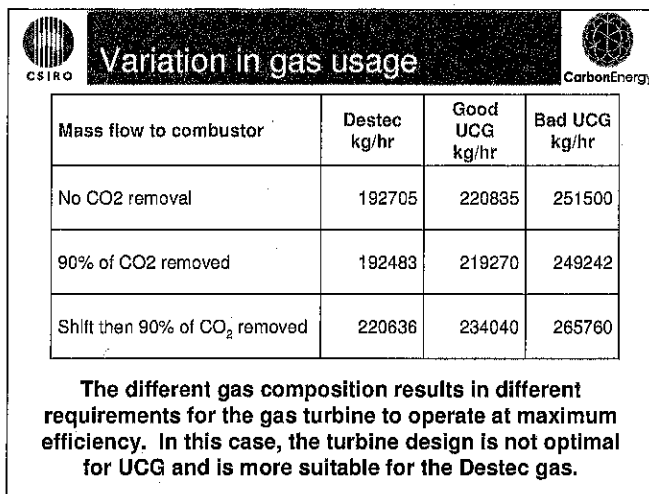 CSIRO
Variation in gas usage
CarbonEnergy
Mass flow to combustor
Destec kg/hr
Good UCG kg/hr
Bad UCG kg/hr
No CO2 removal 192705 220835 251500
90% of CO2 removed 192483 219270 249242
Shift then 90% of CO₂ removed 220636 234040 265760
The different gas composition results in different
requirements for the gas turbine to operate at maximum
efficiency. In this case, the turbine design is not optimal
for UCG and is more suitable for the Destec gas.